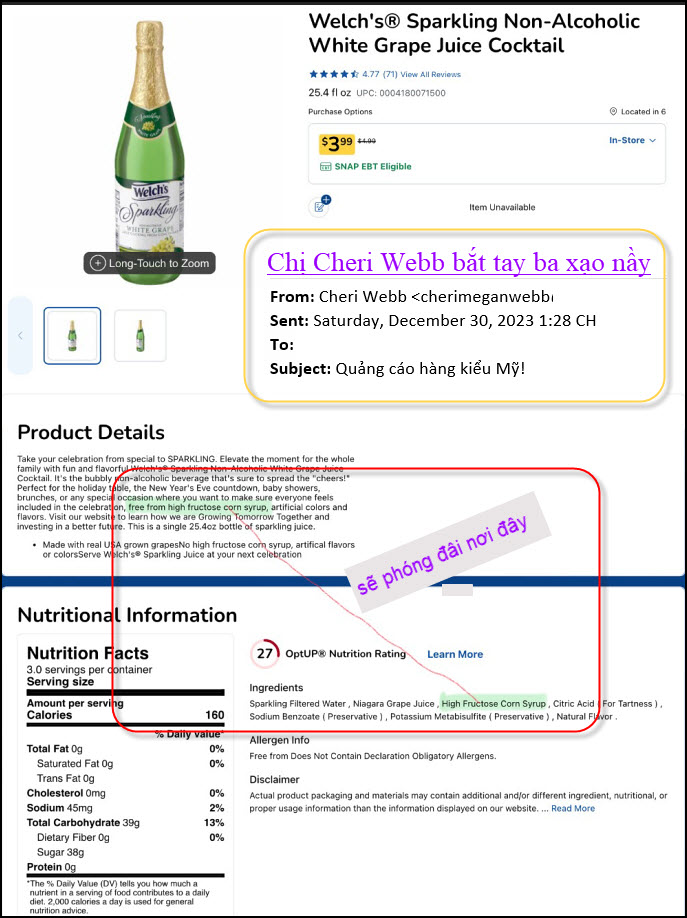 Welch's® Sparkling Non-Alcoholic
White Grape Juice Cocktail
4.77 (71) View All Reviews
25.4 fl oz UPC: 0004180071500
Purchase Options
Located in 6
$3.99 $4.99
In-Store
SNAP EBT Eligible
Item Unavailable
Welch's
Sparkling
WHITE GRAPE
Long-Touch to Zoom
Chị Cheri Webb bắt tay ba xạo nầy
From: Cheri Webb <cherimeganwebb
Sent: Saturday, December 30, 2023 1:28 CH
To:
Subject: Quảng cáo hàng kiểu Mỹ!
Product Details
Take your celebration from special to SPARKLING. Elevate the moment for the whole
family with fun and flavorful Welch's® Sparkling Non-Alcoholic White Grape Juice
Cocktail. It's the bubbly non-alcoholic beverage that's sure to spread the "cheers!"
Perfect for the holiday table, the New Year's Eve countdown, baby showers,
brunches, or any special occasion where you want to make sure everyone feels
included in the celebration, free from high fructose corn syrup, artificial colors and
flavors. Visit our website to learn how we are Growing Tomorrow Together and
investing in a better future. This is a single 25.4oz bottle of sparkling juice.
• Made with real USA grown grapesNo high fructose corn syrup, artifical flavors
or colorsServe Welch's® Sparkling Juice at your next celebration
sẽ phóng đãi nơi đây
Nutritional Information
Nutrition Facts
3.0 servings per container
Serving size
Amount per serving
Calories 160
% Daily value*
Total Fat 0g 0%
Saturated Fat 0g 0%
Trans Fat 0g
Cholesterol 0mg 0%
Sodium 45mg 2%
Total Carbohydrate 39g 13%
Dietary Fiber 0g 0%
Sugar 38g
Protein 0g
*The % Daily Value (DV) tells you how much a
nutrient in a serving of food contributes to a daily
diet. 2,000 calories a day is used for general
nutrition advice.
27 OptUP® Nutrition Rating Learn More
Ingredients
Sparkling Filtered Water , Niagara Grape Juice , High Fructose Corn Syrup , Citric Acid ( For Tartness ) ,
Sodium Benzoate ( Preservative ) , Potassium Metabisulfite ( Preservative ) , Natural Flavor .
Allergen Info
Free from Does Not Contain Declaration Obligatory Allergens.
Disclaimer
Actual product packaging and materials may contain additional and/or different ingredient, nutritional, or
proper usage information than the information displayed on our website. ... Read More